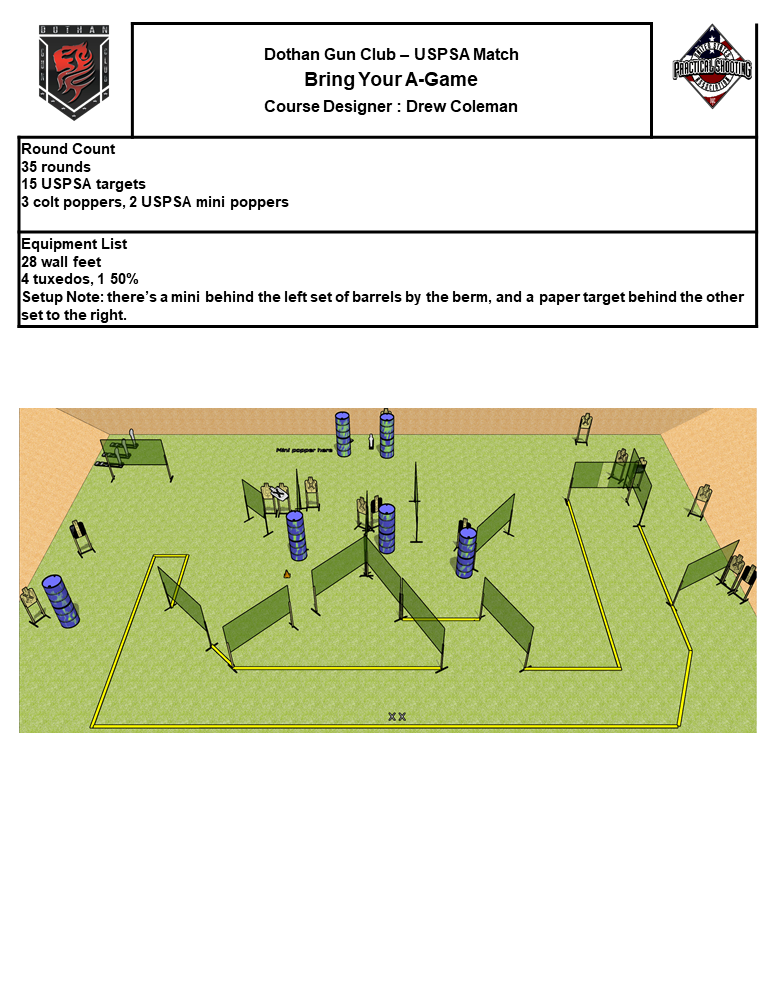 DOTHAN
GUN
CLUB
Dothan Gun Club – USPSA Match
Bring Your A-Game
Course Designer : Drew Coleman
UNITED STATES
PRACTICAL SHOOTING
ASSOCIATION
Round Count
35 rounds
15 USPSA targets
3 colt poppers, 2 USPSA mini poppers
Equipment List
28 wall feet
4 tuxedos, 1 50%
Setup Note: there's a mini behind the left set of barrels by the berm, and a paper target behind the other
set to the right.
Mini popper here
X X